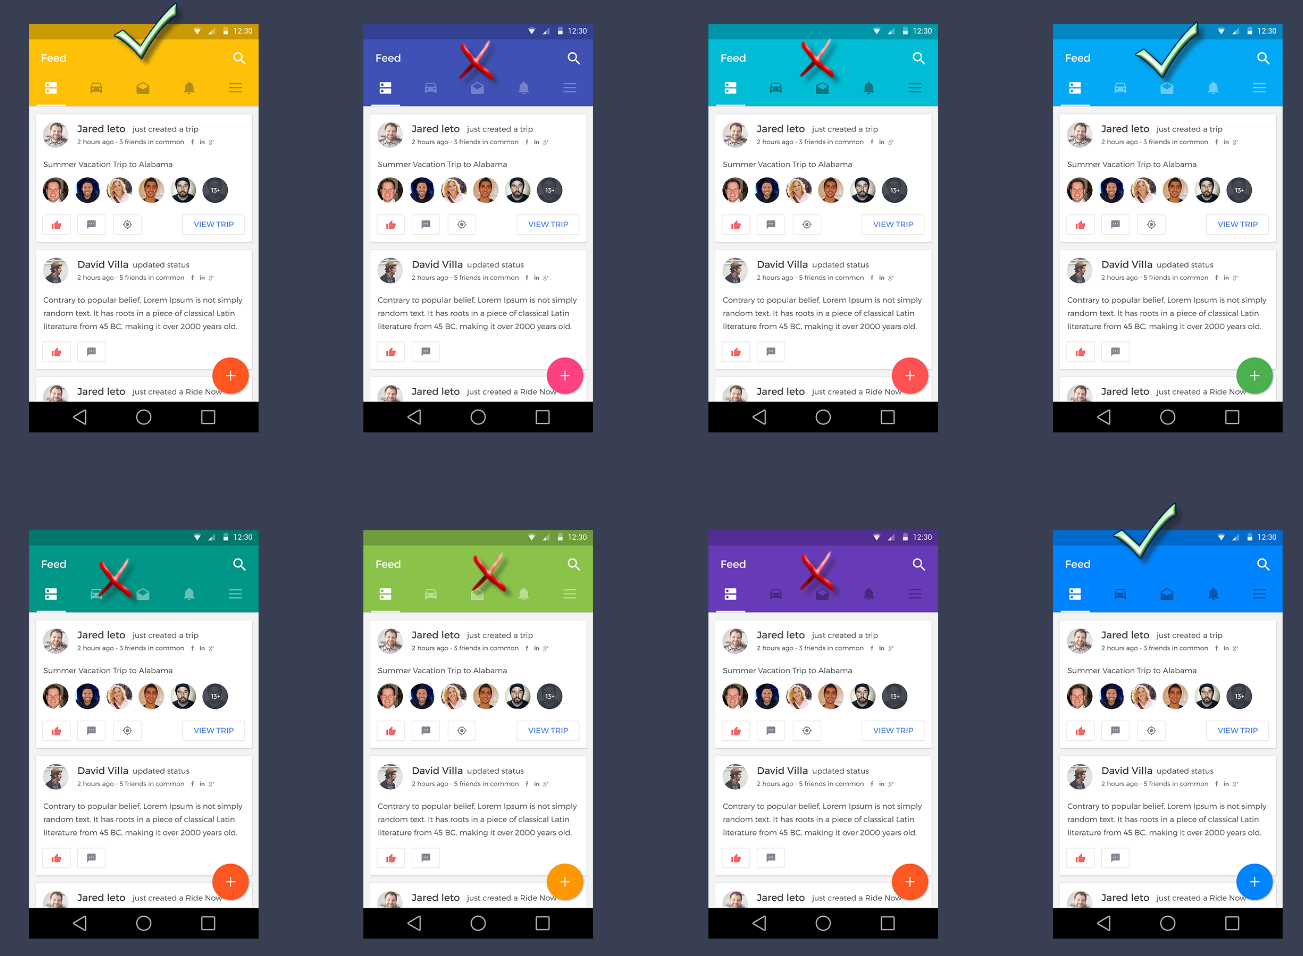 12:30
Feed
Jared leto just created a trip
2 hours ago - 3 friends in common f in g+
Summer Vacation Trip to Alabama
13+
VIEW TRIP
David Villa updated status
2 hours ago - 5 friends in common f in g+
Contrary to popular belief, Lorem Ipsum is not simply
random text. It has roots in a piece of classical Latin
literature from 45 BC, making it over 2000 years old.
+
Jared leto just created a Ride Now
12:30
Feed
Jared leto just created a trip
2 hours ago - 3 friends in common f in g+
Summer Vacation Trip to Alabama
13+
VIEW TRIP
David Villa updated status
2 hours ago - 5 friends in common f in g+
Contrary to popular belief, Lorem Ipsum is not simply
random text. It has roots in a piece of classical Latin
literature from 45 BC, making it over 2000 years old.
+
Jared leto just created a Ride Now
12:30
Feed
Jared leto just created a trip
2 hours ago - 3 friends in common f in g+
Summer Vacation Trip to Alabama
13+
VIEW TRIP
David Villa updated status
2 hours ago - 5 friends in common f in g+
Contrary to popular belief, Lorem Ipsum is not simply
random text. It has roots in a piece of classical Latin
literature from 45 BC, making it over 2000 years old.
+
Jared leto just created a Ride Now
12:30
Feed
Jared leto just created a trip
2 hours ago - 3 friends in common f in g+
Summer Vacation Trip to Alabama
13+
VIEW TRIP
David Villa updated status
2 hours ago - 5 friends in common f in g+
Contrary to popular belief, Lorem Ipsum is not simply
random text. It has roots in a piece of classical Latin
literature from 45 BC, making it over 2000 years old.
+
Jared leto just created a Ride Now
12:30
Feed
Jared leto just created a trip
2 hours ago - 3 friends in common f in g+
Summer Vacation Trip to Alabama
13+
VIEW TRIP
David Villa updated status
2 hours ago - 5 friends in common f in g+
Contrary to popular belief, Lorem Ipsum is not simply
random text. It has roots in a piece of classical Latin
literature from 45 BC, making it over 2000 years old.
+
Jared leto just created a Ride Now
12:30
Feed
Jared leto just created a trip
2 hours ago - 3 friends in common f in g+
Summer Vacation Trip to Alabama
13+
VIEW TRIP
David Villa updated status
2 hours ago - 5 friends in common f in g+
Contrary to popular belief, Lorem Ipsum is not simply
random text. It has roots in a piece of classical Latin
literature from 45 BC, making it over 2000 years old.
+
Jared leto just created a Ride Now
12:30
Feed
Jared leto just created a trip
2 hours ago - 3 friends in common f in g+
Summer Vacation Trip to Alabama
13+
VIEW TRIP
David Villa updated status
2 hours ago - 5 friends in common f in g+
Contrary to popular belief, Lorem Ipsum is not simply
random text. It has roots in a piece of classical Latin
literature from 45 BC, making it over 2000 years old.
+
Jared leto just created a Ride Now
12:30
Feed
Jared leto just created a trip
2 hours ago - 3 friends in common f in g+
Summer Vacation Trip to Alabama
13+
VIEW TRIP
David Villa updated status
2 hours ago - 5 friends in common f in g+
Contrary to popular belief, Lorem Ipsum is not simply
random text. It has roots in a piece of classical Latin
literature from 45 BC, making it over 2000 years old.
+
Jared leto just created a Ride Now